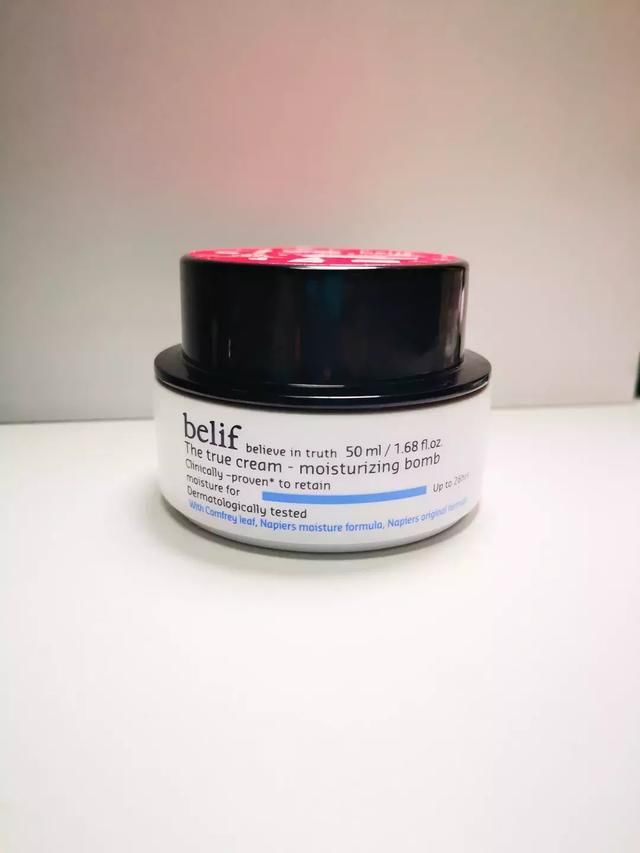 belif believe in truth 50 ml / 1.68 fl.oz.
The true cream - moisturizing bomb
Clinically -proven* to retain
moisture for Up to 26hr
Dermatologically tested
With Comfrey leaf, Napiers moisture formula, Napiers original formula